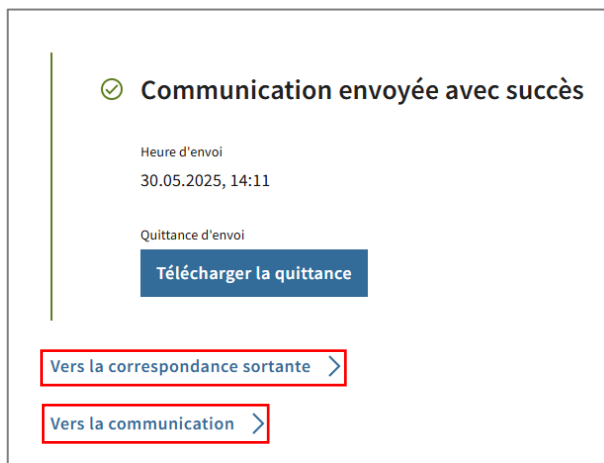 Communication envoyée avec succès
Heure d'envoi
30.05.2025, 14:11
Quittance d'envoi
Télécharger la quittance
Vers la correspondance sortante
Vers la communication